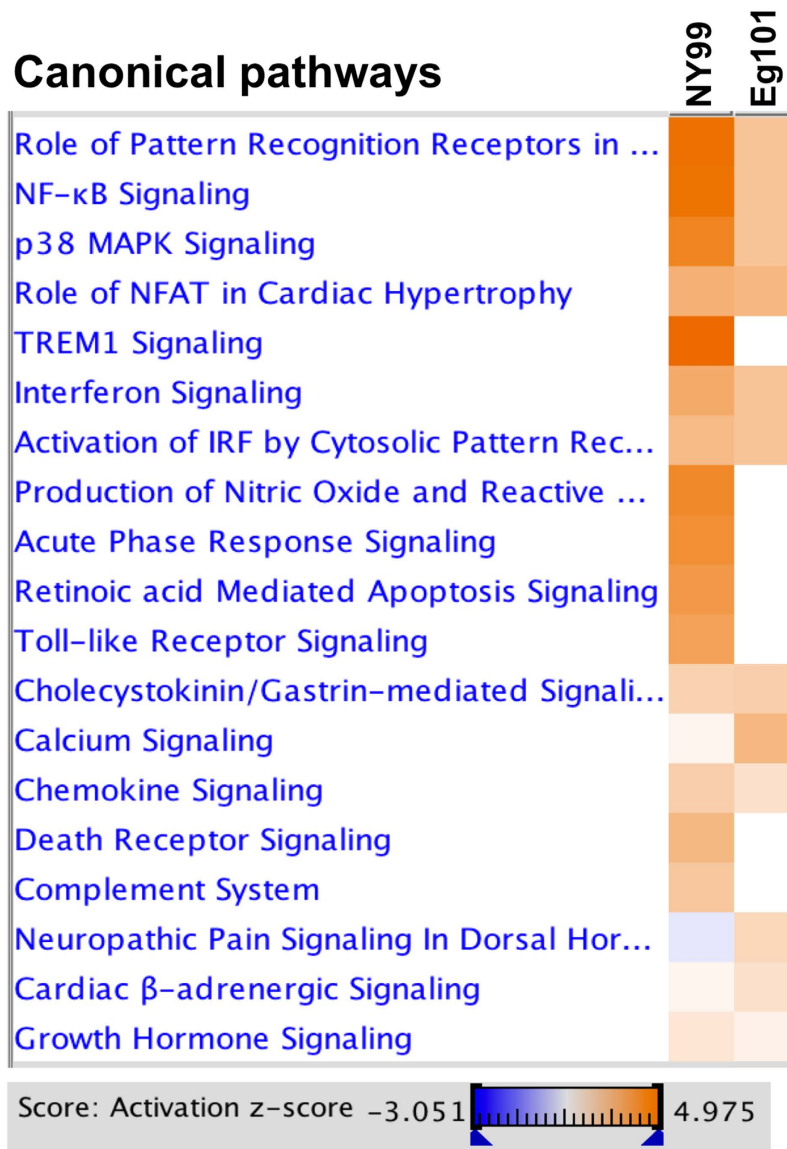 Canonical pathways
NY99
Eg101
Role of Pattern Recognition Receptors in ...
NF-κB Signaling
p38 MAPK Signaling
Role of NFAT in Cardiac Hypertrophy
TREM1 Signaling
Interferon Signaling
Activation of IRF by Cytosolic Pattern Rec...
Production of Nitric Oxide and Reactive ...
Acute Phase Response Signaling
Retinoic acid Mediated Apoptosis Signaling
Toll-like Receptor Signaling
Cholecystokinin/Gastrin-mediated Signali...
Calcium Signaling
Chemokine Signaling
Death Receptor Signaling
Complement System
Neuropathic Pain Signaling In Dorsal Hor...
Cardiac β-adrenergic Signaling
Growth Hormone Signaling
Score: Activation z-score -3.051 4.975